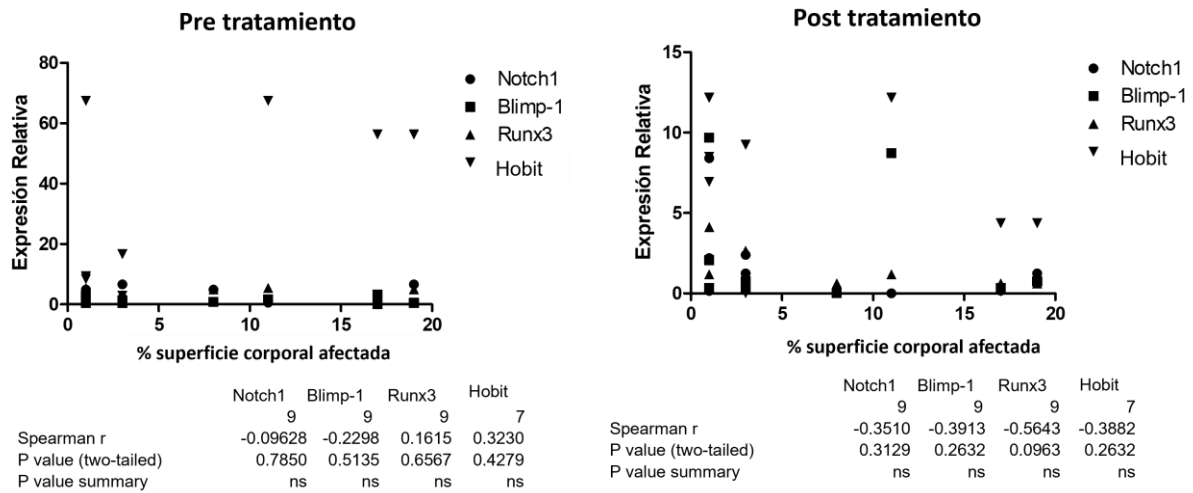 Pre tratamiento
80
60
40
20
0
0 5 10 15 20
Expresión Relativa
% superficie corporal afectada
Notch1
Blimp-1
Runx3
Hobit
Notch1 Blimp-1 Runx3 Hobit
9 9 9 7
Spearman r -0.09628 -0.2298 0.1615 0.3230
P value (two-tailed) 0.7850 0.5135 0.6567 0.4279
P value summary ns ns ns ns
Post tratamiento
15
10
5
0
0 5 10 15 20
Expresión Relativa
% superficie corporal afectada
Notch1
Blimp-1
Runx3
Hobit
Notch1 Blimp-1 Runx3 Hobit
9 9 9 7
Spearman r -0.3510 -0.3913 -0.5643 -0.3882
P value (two-tailed) 0.3129 0.2632 0.0963 0.2632
P value summary ns ns ns ns